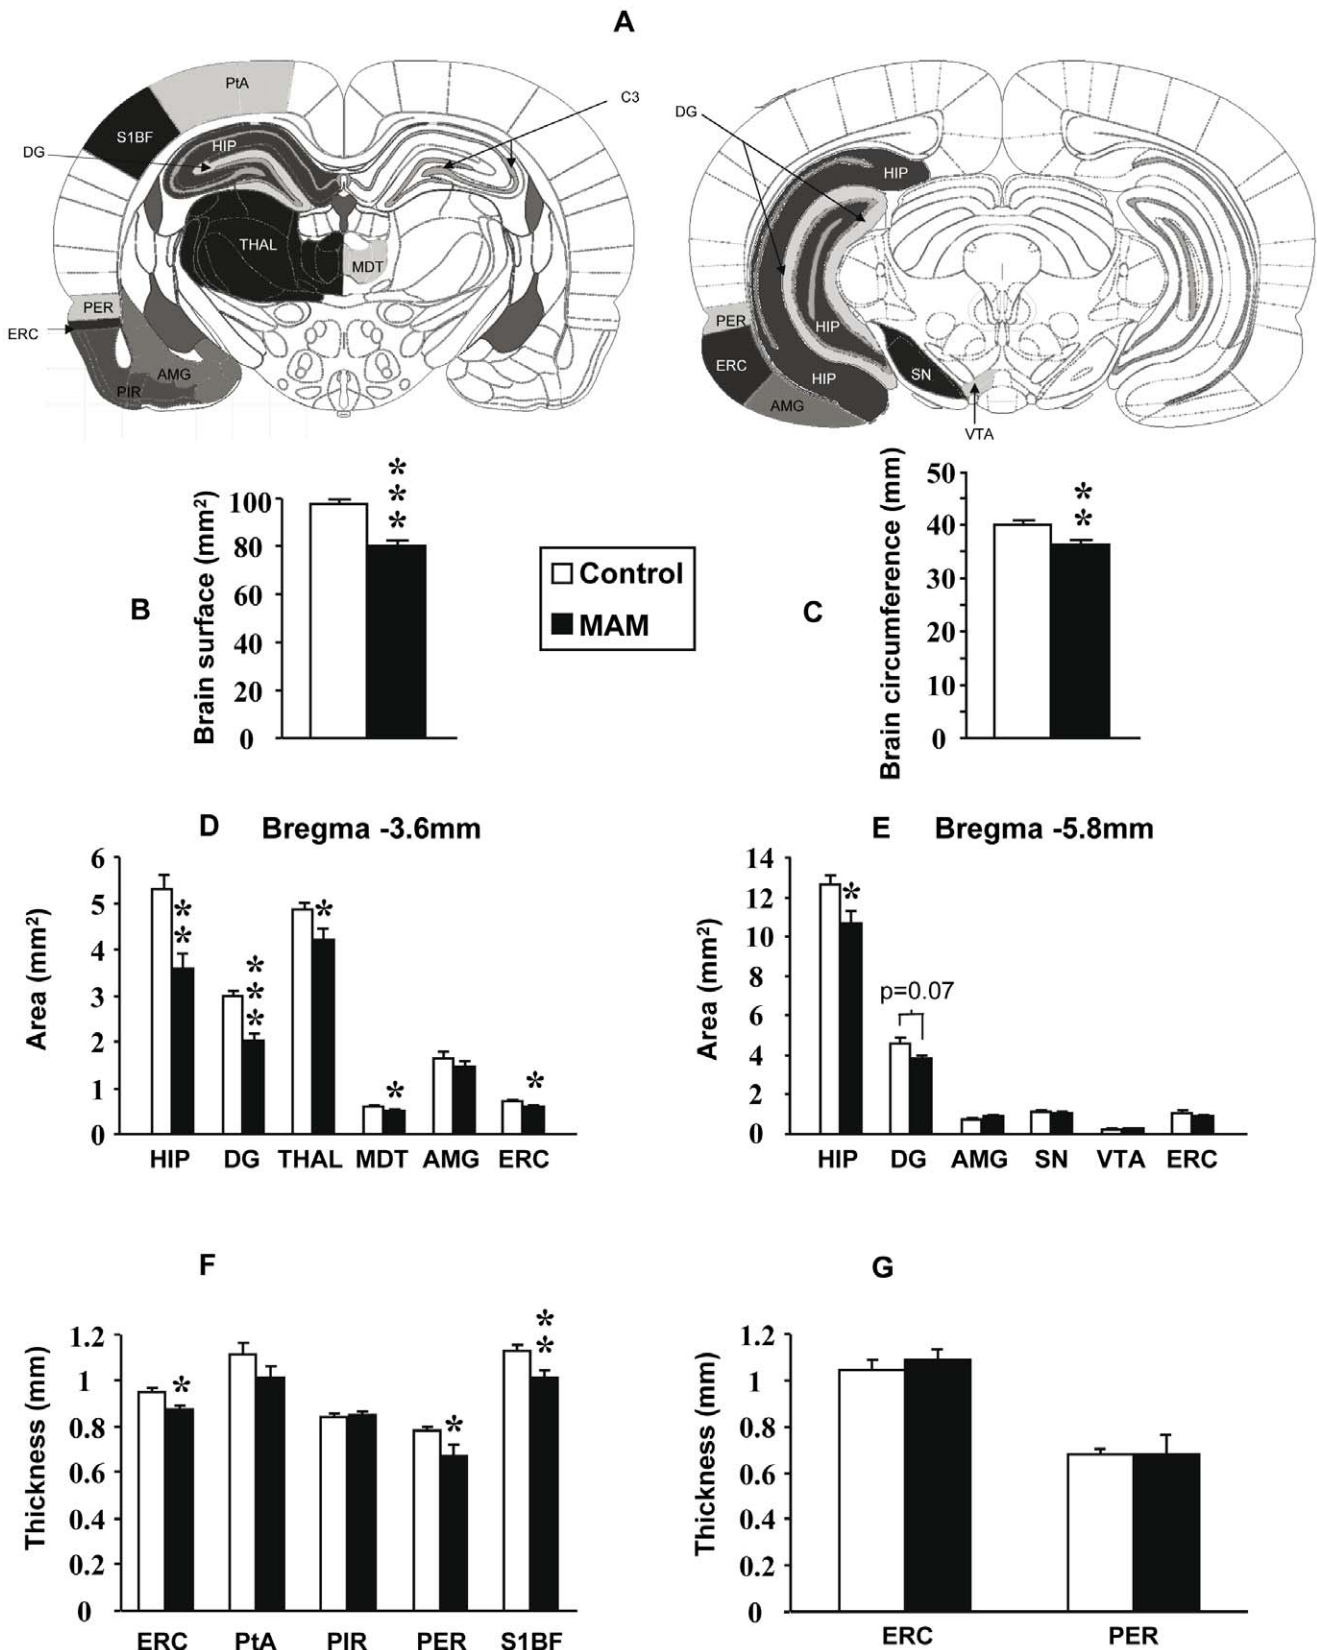 A
PtA
S1BF
HIP
DG
C3
THAL
MDT
PER
ERC
AMG
PIR
DG
HIP
HIP
PER
ERC
HIP
SN
AMG
VTA
B
Brain surface (mm²)
100
80
60
40
20
0
***
Control
MAM
C
Brain circumference (mm)
50
40
30
20
10
0
**
D Bregma -3.6mm
Area (mm²)
6
5
4
3
2
1
0
** *** * * *
HIP DG THAL MDT AMG ERC
E Bregma -5.8mm
Area (mm²)
14
12
10
8
6
4
2
0
*
p=0.07
HIP DG AMG SN VTA ERC
F
Thickness (mm)
1.2
1
0.8
0.6
0.4
0.2
0
* * **
ERC PtA PIR PER S1BF
G
Thickness (mm)
1.2
1
0.8
0.6
0.4
0.2
0
ERC PER